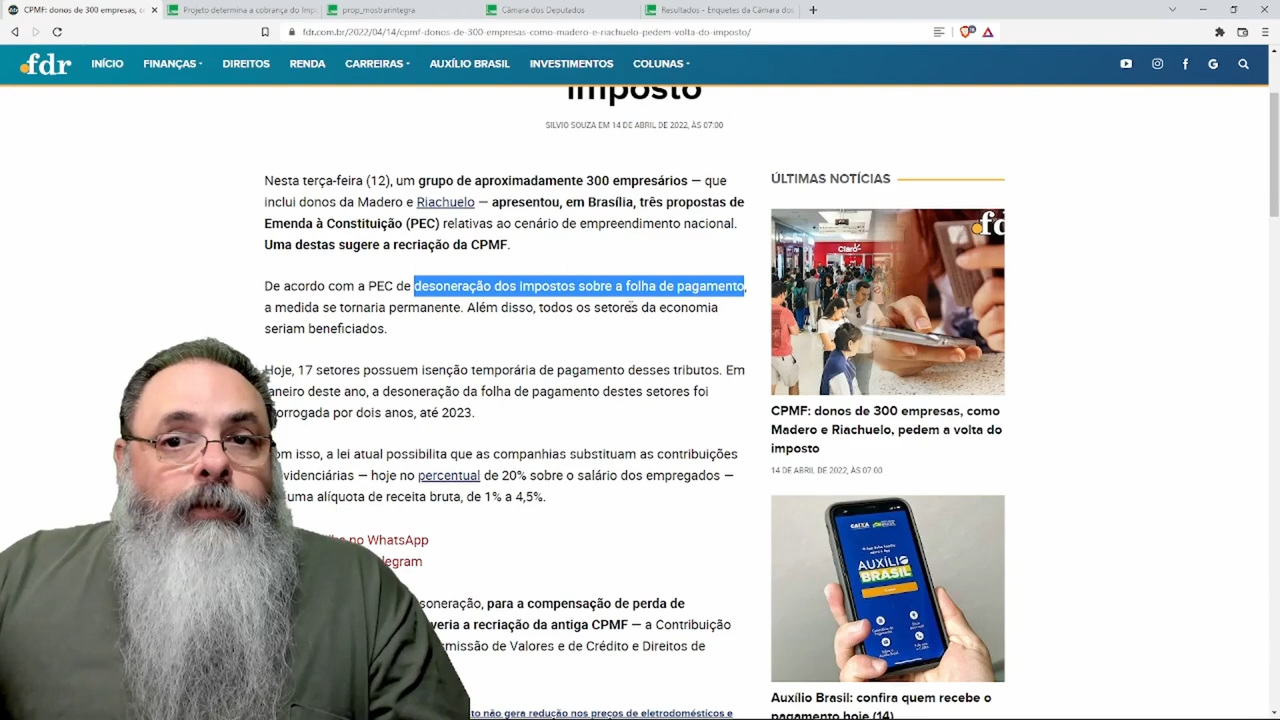 CPMF: donos de 300 empresas, c
Projeto determina a cobrança do Imp
prop_mostrarintegra
Câmara dos Deputados
Resultados - Enquetes da Câmara dos
fdr.com.br/2022/04/14/cpmf-donos-de-300-empresas-como-madero-e-riachuelo-pedem-volta-do-imposto/
.fdr
INÍCIO FINANÇAS DIREITOS RENDA CARREIRAS AUXÍLIO BRASIL INVESTIMENTOS COLUNAS
imposto
SILVIO SOUZA EM 14 DE ABRIL DE 2022, ÀS 07:00
Nesta terça-feira (12), um grupo de aproximadamente 300 empresários — que
inclui donos da Madero e Riachuelo — apresentou, em Brasília, três propostas de
Emenda à Constituição (PEC) relativas ao cenário de empreendimento nacional.
Uma destas sugere a recriação da CPMF.
De acordo com a PEC de desoneração dos impostos sobre a folha de pagamento,
a medida se tornaria permanente. Além disso, todos os setores da economia
seriam beneficiados.
Hoje, 17 setores possuem isenção temporária de pagamento desses tributos. Em
aneiro deste ano, a desoneração da folha de pagamento destes setores foi
orrogada por dois anos, até 2023.
om isso, a lei atual possibilita que as companhias substituam as contribuições
videnciárias — hoje no percentual de 20% sobre o salário dos empregados —
uma alíquota de receita bruta, de 1% a 4,5%.
no WhatsApp
legram
soneração, para a compensação de perda de
veria a recriação da antiga CPMF — a Contribuição
smissão de Valores e de Crédito e Direitos de
to não gera redução nos preços de eletrodomésticos e
ÚLTIMAS NOTÍCIAS
fd
Claro
CPMF: donos de 300 empresas, como
Madero e Riachuelo, pedem a volta do
imposto
14 DE ABRIL DE 2022, ÀS 07:00
CAIXA
AUXÍLIO
BRASIL
Auxílio Brasil: confira quem recebe o
pagamento hoje (14)